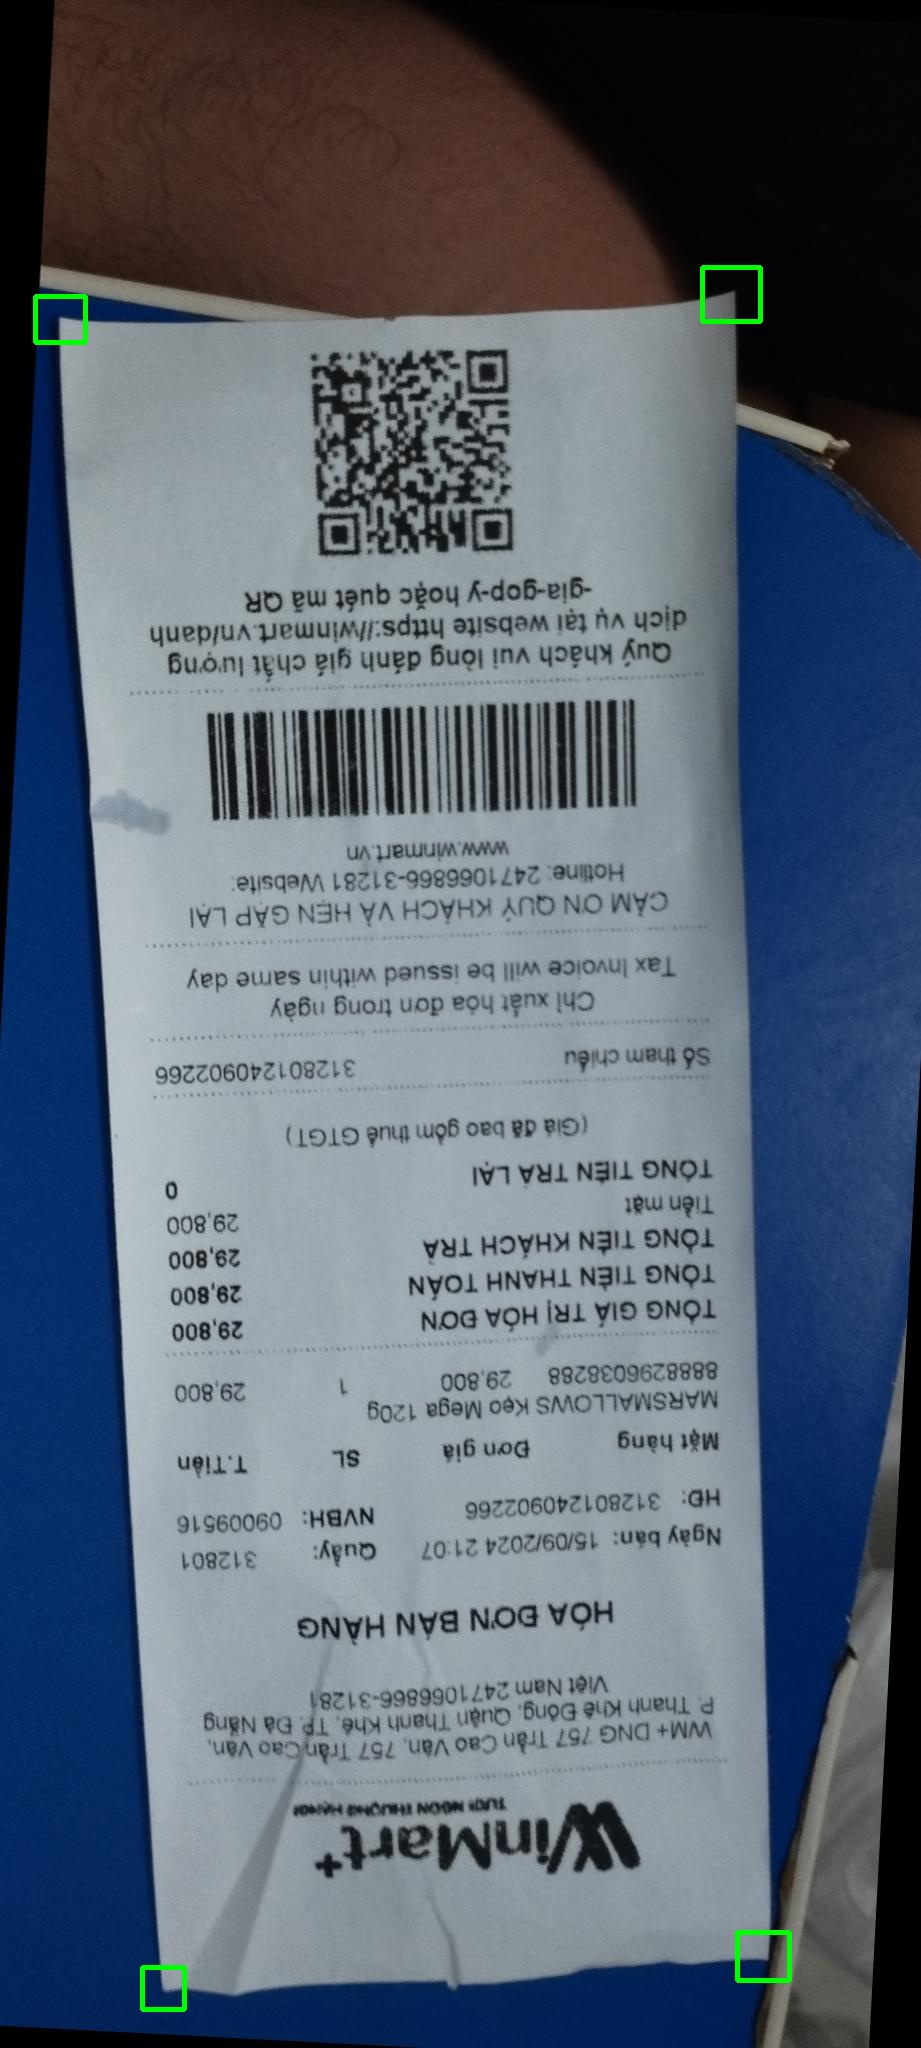 WinMart+
TƯƠI NGON THƯỢNG HẠNG
WM+ DNG 757 Trần Cao Vân, 757 Trần Cao Vân,
P. Thanh Khê Đông, Quận Thanh Khê, TP. Đà Nẵng
Việt Nam 2471066866-31281
HÓA ĐƠN BÁN HÀNG
Ngày bán: 15/09/2024 21:07 Quầy: 312801
HĐ: 312801240902266 NVBH: 09009516
Mặt hàng Đơn giá SL T.Tiền
MARSMALLOWS Kẹo Mega 120g
8888296038288 29,800 1 29,800
TỔNG GIÁ TRỊ HÓA ĐƠN 29,800
TỔNG TIỀN THANH TOÁN 29,800
TỔNG TIỀN KHÁCH TRẢ 29,800
Tiền mặt 29,800
TỔNG TIỀN TRẢ LẠI 0
(Giá đã bao gồm thuế GTGT)
Số tham chiếu 312801240902266
Chỉ xuất hóa đơn trong ngày
Tax Invoice will be issued within same day
CẢM ƠN QUÝ KHÁCH VÀ HẸN GẶP LẠI
Hotline: 2471066866-31281 Website:
www.winmart.vn
Quý khách vui lòng đánh giá chất lượng
dịch vụ tại website https://winmart.vn/danh
-gia-gop-y hoặc quét mã QR